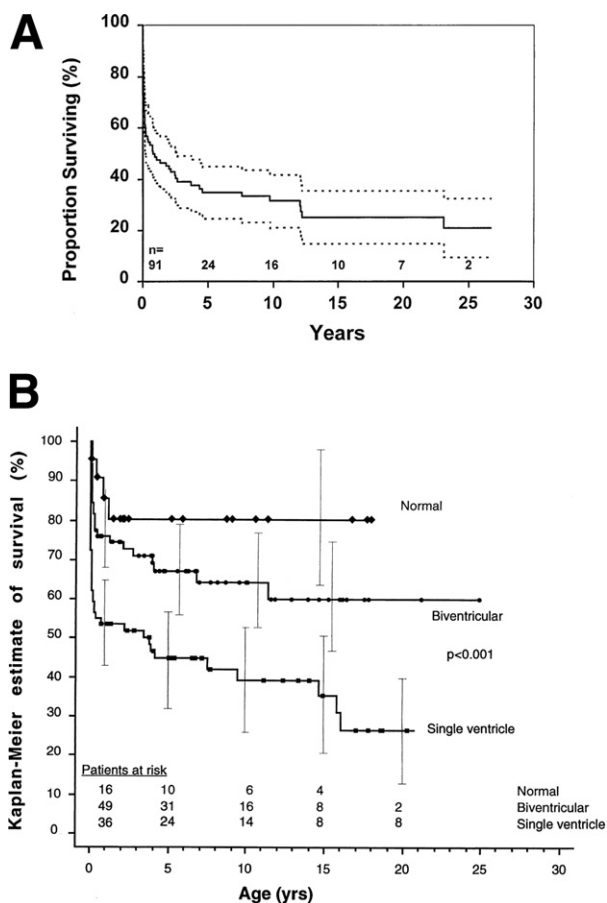 A
Proportion Surviving (%)
100
80
60
40
20
0
n=
91 24 16 10 7 2
0 5 10 15 20 25 30
Years
B
Kaplan-Meier estimate of survival (%)
100
90
80
70
60
50
40
30
20
10
0
Normal
Biventricular
p<0.001
Single ventricle
Patients at risk
16 10 6 4 Normal
49 31 16 8 2 Biventricular
36 24 14 8 8 Single ventricle
0 5 10 15 20 25 30
Age (yrs)